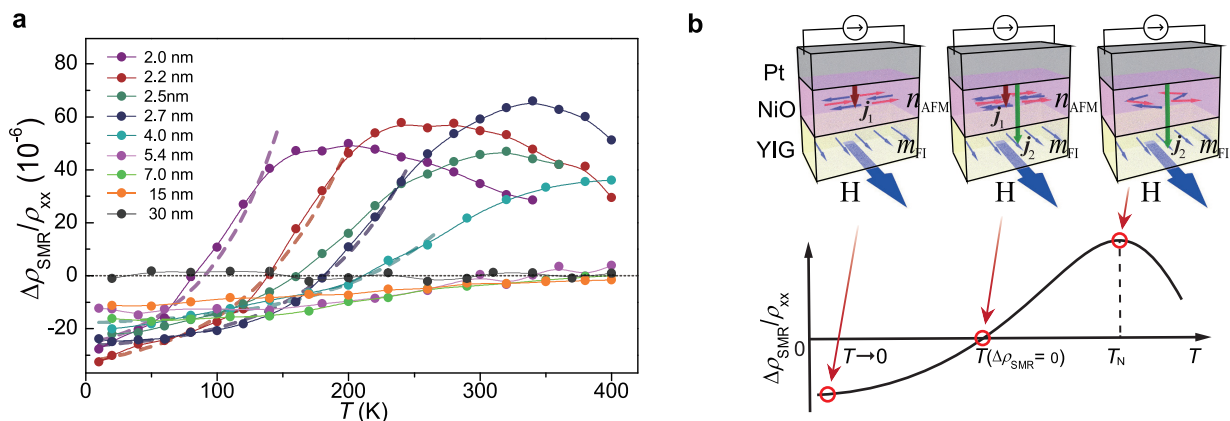 a
Δρ_SMR/ρ_xx (10^-6)
80
60
40
20
0
-20
-40
2.0 nm
2.2 nm
2.5nm
2.7 nm
4.0 nm
5.4 nm
7.0 nm
15 nm
30 nm
0 100 200 300 400
T (K)
b
Pt
NiO
YIG
j_1
n_AFM
m_FI
H
j_1
j_2
n_AFM
m_FI
H
j_2
m_FI
H
Δρ_SMR/ρ_xx
0
T→0
T(Δρ_SMR= 0)
T_N
T